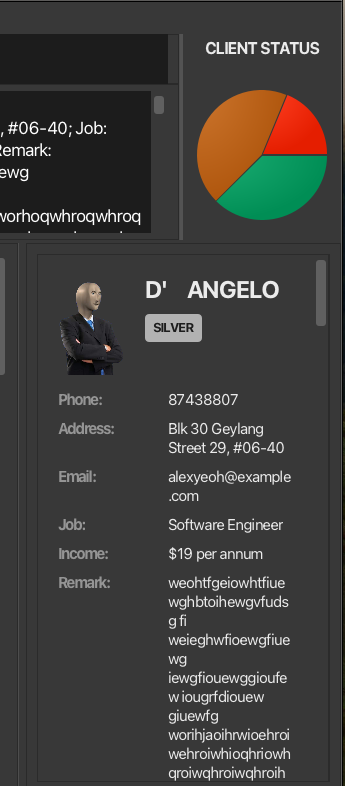 CLIENT STATUS
, #06-40; Job:
Remark:
ewg
worhoqwhroqwhroq
D' ANGELO
SILVER
Phone: 87438807
Address: Blk 30 Geylang
Street 29, #06-40
Email: alexyeoh@example
.com
Job: Software Engineer
Income: $19 per annum
Remark: weohtfgeiowhtfiue
wghbtoihewgvfuds
g fi
weieghwfioewgfiue
wg
iewgfiouewggioufe
w iougrfdiouew
giuewfg
worihjaoihrwioehroi
wehroiwhioqhriowh
qroiwqhroiwqhroih